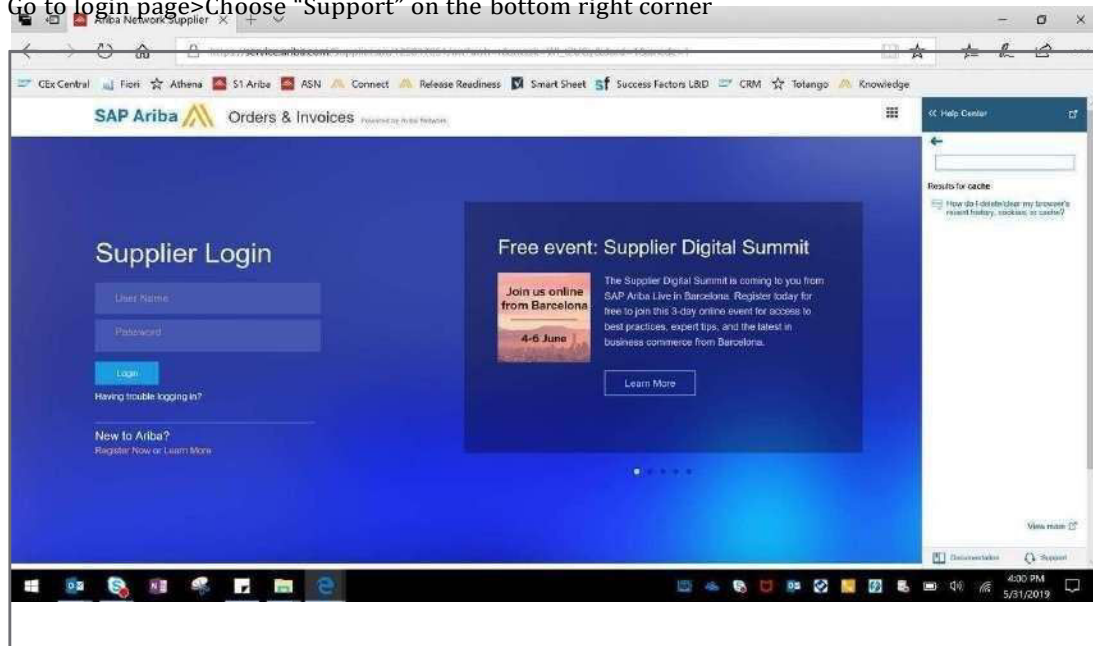 Go to login page>Choose “Support” on the bottom right corner
Ariba Network Supplier
CEx Central Fiori Athena S1 Ariba ASN Connect Release Readiness Smart Sheet Success Factors L&D CRM Totango Knowledge
SAP Ariba Orders & Invoices
Help Center
Results for cache
How do I delete/clear my browser's
recent history, cookies, or cache?
Supplier Login
User Name
Password
Login
Having trouble logging in?
New to Ariba?
Register Now or Learn More
Free event: Supplier Digital Summit
Join us online
from Barcelona
4-6 June
The Supplier Digital Summit is coming to you from
SAP Ariba Live in Barcelona. Register today for
free to join this 3-day online event for access to
best practices, expert tips, and the latest in
business commerce from Barcelona.
Learn More
View more
Documentation Support
4:00 PM
5/31/2019